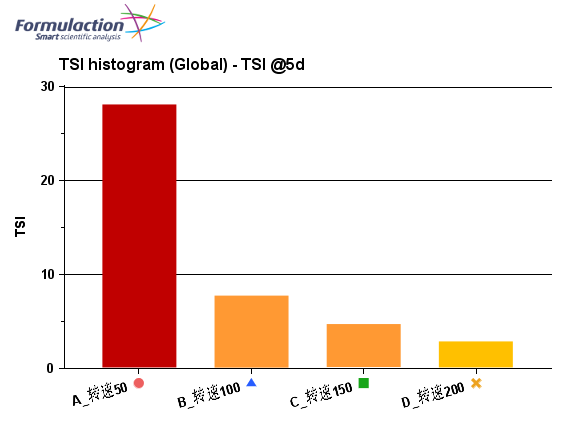 Formulaction
Smart scientific analysis
TSI histogram (Global) - TSI @5d
30
20
10
0
TSI
A_转速50
B_转速100
C_转速150
D_转速200